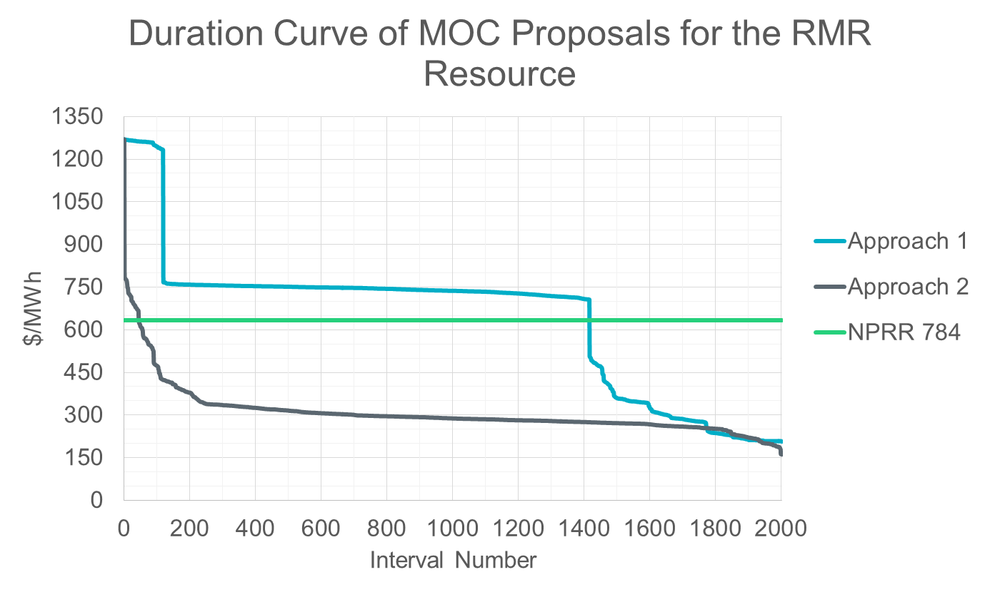 Duration Curve of MOC Proposals for the RMR
Resource
1350
1200
1050
900
750
600
450
300
150
0
$/MWh
0 200 400 600 800 1000 1200 1400 1600 1800 2000
Interval Number
Approach 1
Approach 2
NPRR 784